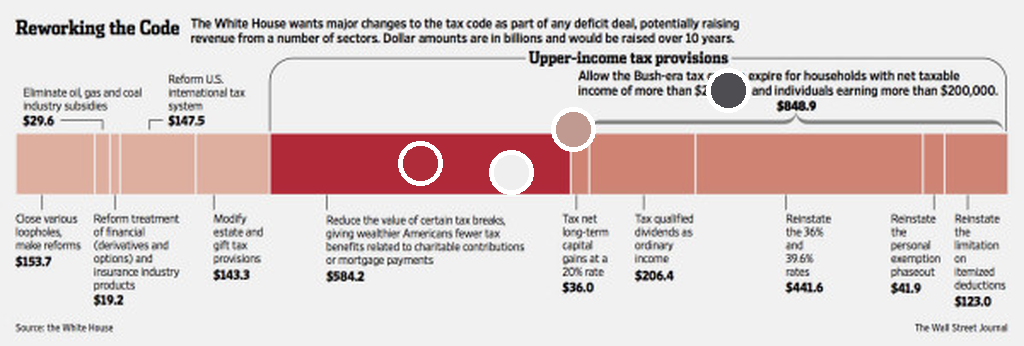 Reworking the Code
The White House wants major changes to the tax code as part of any deficit deal, potentially raising
revenue from a number of sectors. Dollar amounts are in billions and would be raised over 10 years.
Upper-income tax provisions
Allow the Bush-era tax expire for households with net taxable
income of more than and individuals earning more than $200,000.
$848.9
Eliminate oil, gas and coal
industry subsidies
$29.6
Reform U.S.
international tax
system
$147.5
Close various
loopholes,
make reforms
$153.7
Reform treatment
of financial
(derivatives and
options) and
insurance industry
products
$19.2
Modify
estate and
gift tax
provisions
$143.3
Reduce the value of certain tax breaks,
giving wealthier Americans fewer tax
benefits related to charitable contributions
or mortgage payments
$584.2
Tax net
long-term
capital
gains at a
20% rate
$36.0
Tax qualified
dividends as
ordinary
income
$206.4
Reinstate
the 36%
and
39.6%
rates
$441.6
Reinstate
the
personal
exemption
phaseout
$41.9
Reinstate
the
limitation
on
itemized
deductions
$123.0
Source: the White House
The Wall Street Journal